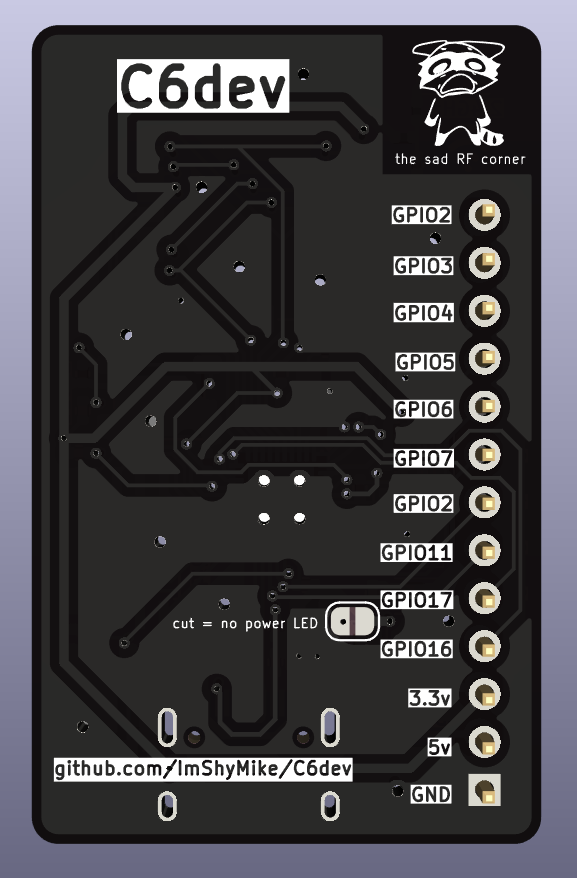 C6dev
the sad RF corner
GPIO2
GPIO3
GPIO4
GPIO5
GPIO6
GPIO7
GPIO2
GPIO11
GPIO17
cut = no power LED
GPIO16
3.3v
5v
github.com/ImShyMike/C6dev
GND